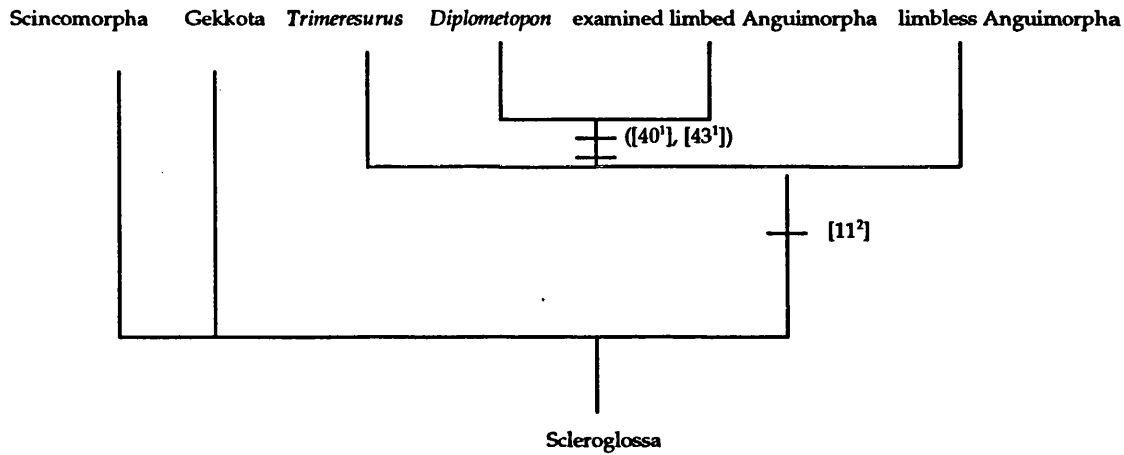 Scincomorpha Gekkota Trimeresurus Diplometopon examined limbed Anguimorpha limbless Anguimorpha
([40¹], [43¹])
[11²]
Scleroglossa